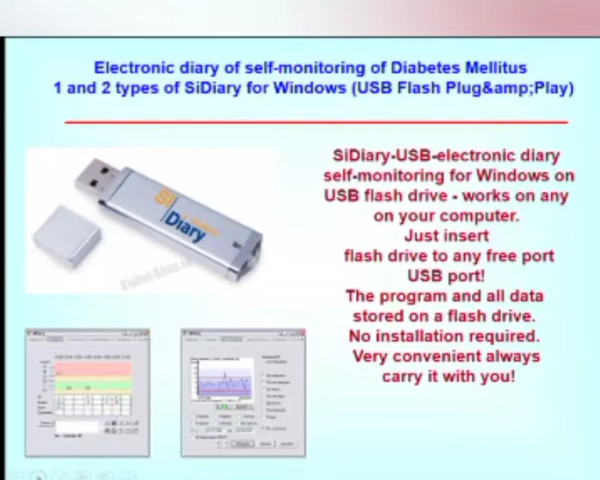 Electronic diary of self-monitoring of Diabetes Mellitus
1 and 2 types of SiDiary for Windows (USB Flash Plug&amp;Play)
SiDiary-USB-electronic diary
self-monitoring for Windows on
USB flash drive - works on any
on your computer.
Just insert
flash drive to any free port
USB port!
The program and all data
stored on a flash drive.
No installation required.
Very convenient always
carry it with you!
Si
Diary